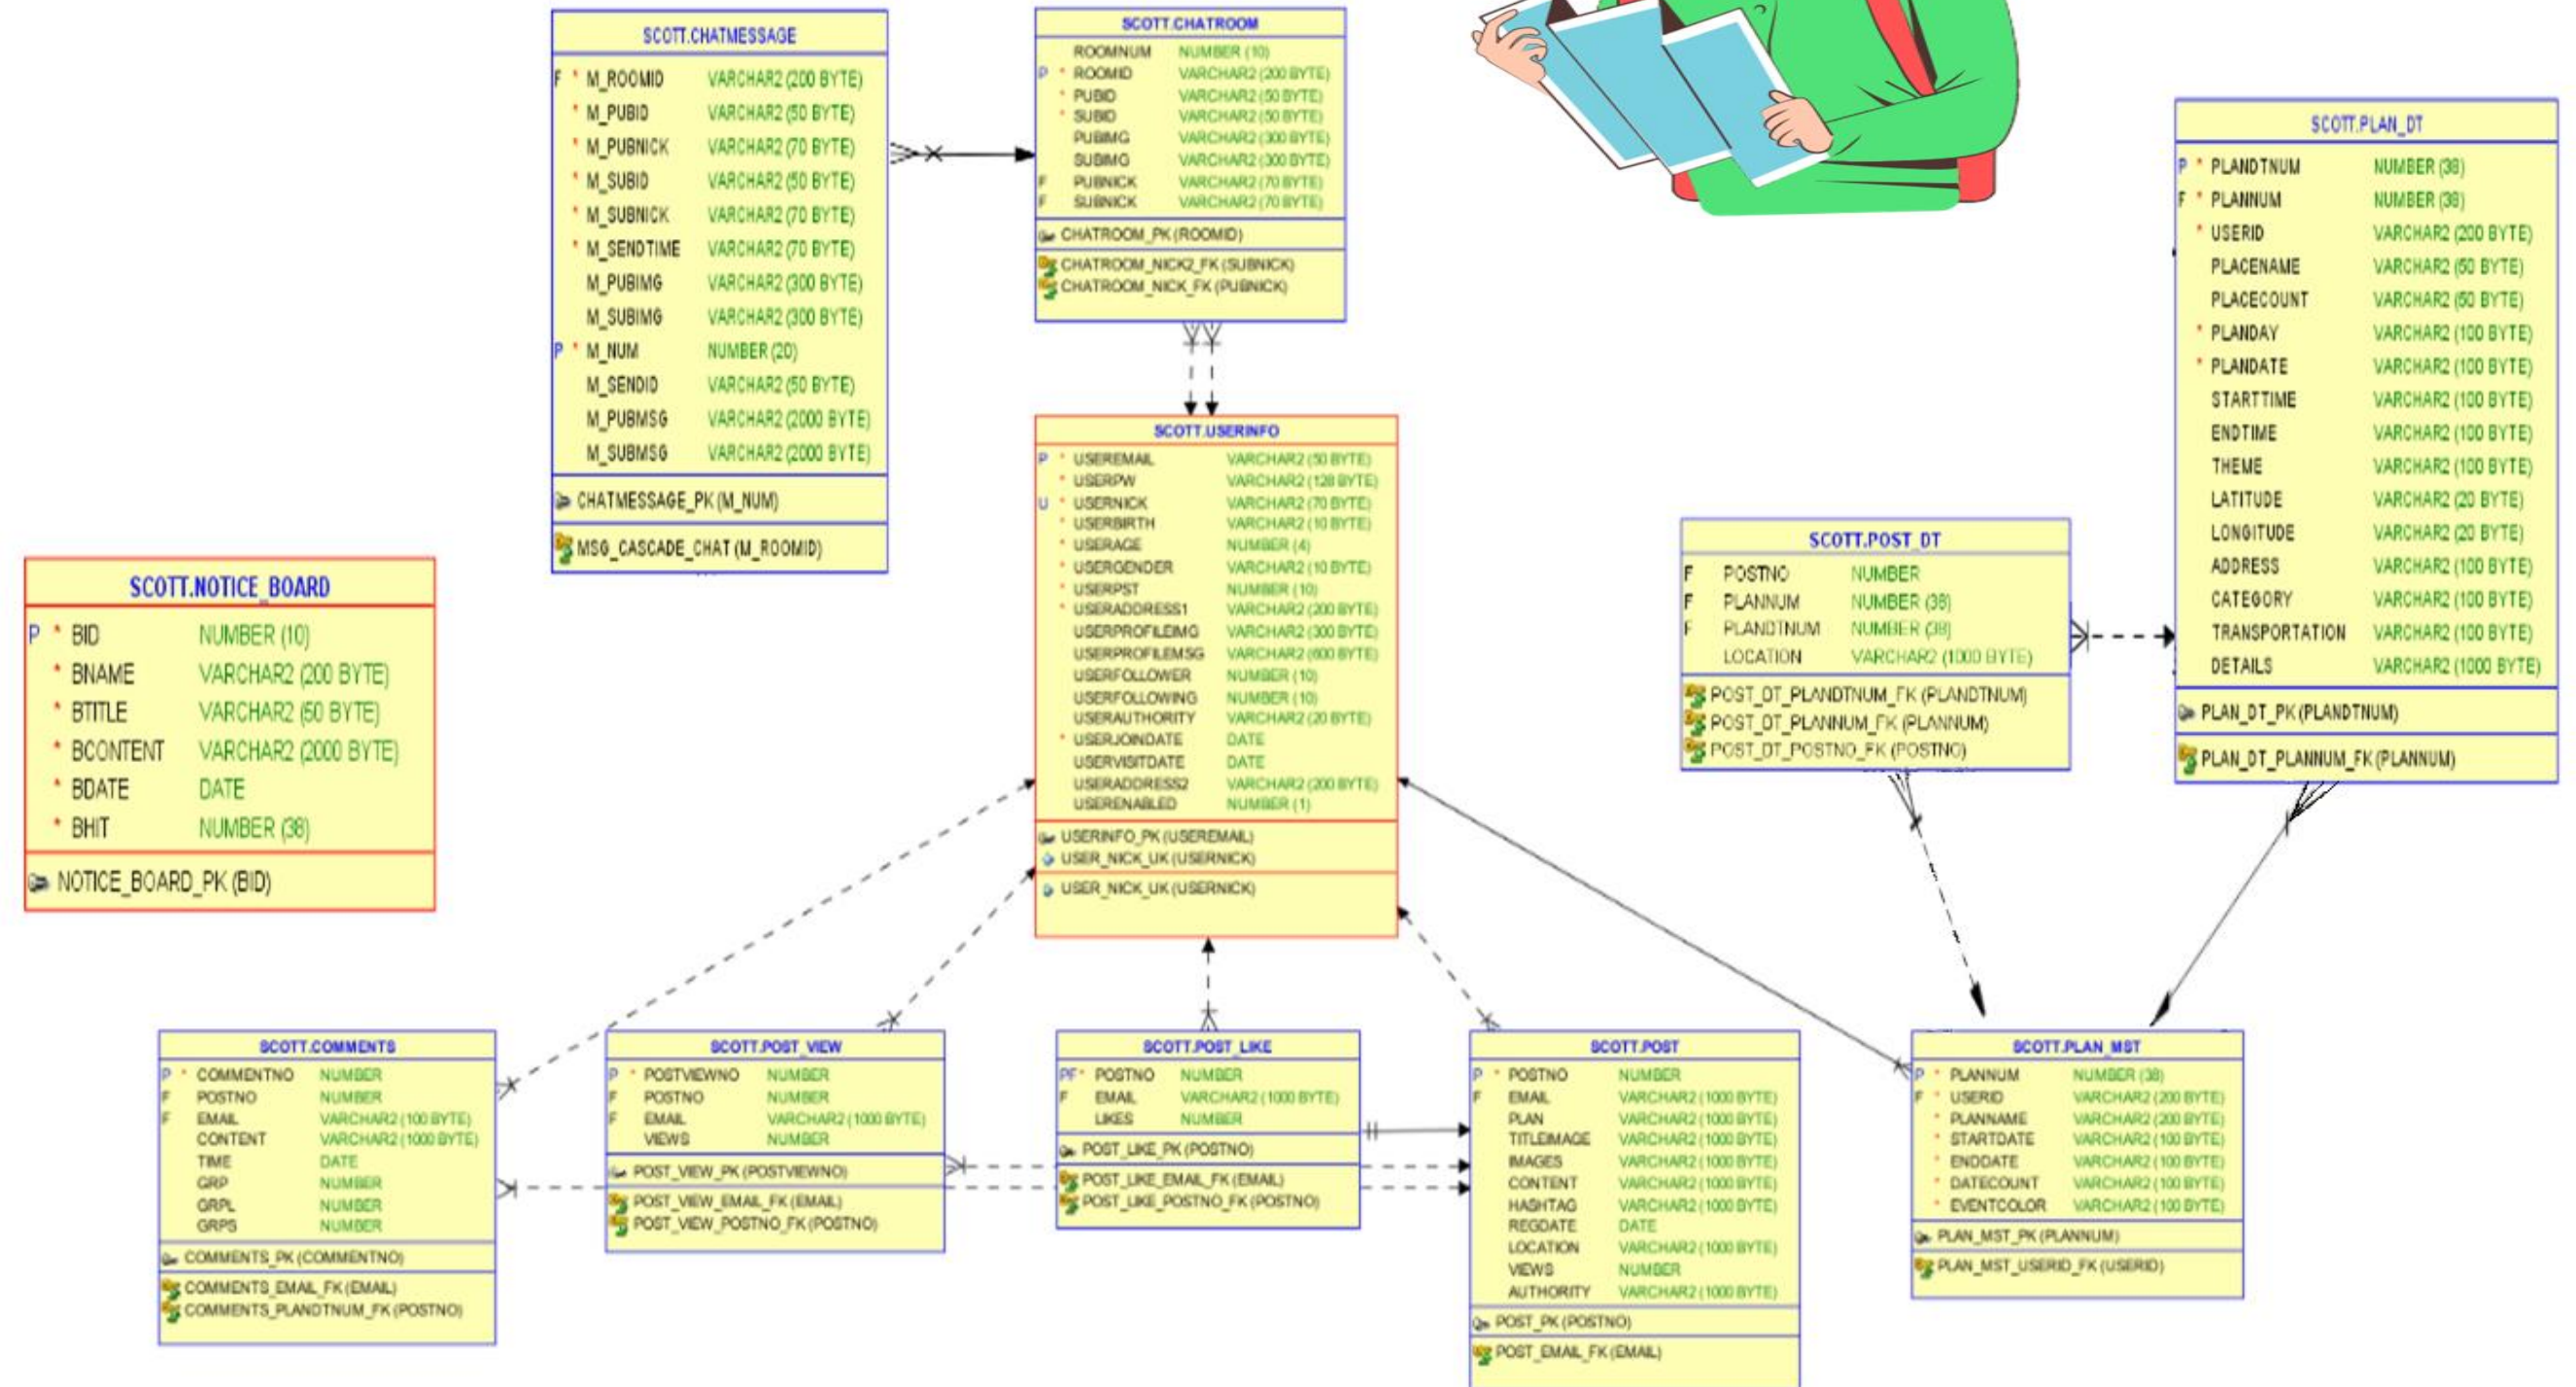 SCOTT.CHATMESSAGE
F * M_ROOMID VARCHAR2 (200 BYTE)
* M_PUBID VARCHAR2 (50 BYTE)
* M_PUBNICK VARCHAR2 (70 BYTE)
* M_SUBID VARCHAR2 (50 BYTE)
* M_SUBNICK VARCHAR2 (70 BYTE)
* M_SENDTIME VARCHAR2 (70 BYTE)
M_PUBIMG VARCHAR2 (300 BYTE)
M_SUBIMG VARCHAR2 (300 BYTE)
P * M_NUM NUMBER (20)
M_SENDID VARCHAR2 (50 BYTE)
M_PUBMSG VARCHAR2 (2000 BYTE)
M_SUBMSG VARCHAR2 (2000 BYTE)
CHATMESSAGE_PK (M_NUM)
MSG_CASCADE_CHAT (M_ROOMID)
SCOTT.CHATROOM
ROOMNUM NUMBER (10)
P * ROOMID VARCHAR2 (200 BYTE)
* PUBID VARCHAR2 (50 BYTE)
* SUBID VARCHAR2 (50 BYTE)
PUBIMG VARCHAR2 (300 BYTE)
SUBIMG VARCHAR2 (300 BYTE)
F PUBNICK VARCHAR2 (70 BYTE)
F SUBNICK VARCHAR2 (70 BYTE)
CHATROOM_PK (ROOMID)
CHATROOM_NICK2_FK (SUBNICK)
CHATROOM_NICK_FK (PUBNICK)
SCOTT.PLAN_DT
P * PLANDTNUM NUMBER (38)
F * PLANNUM NUMBER (38)
* USERID VARCHAR2 (200 BYTE)
PLACENAME VARCHAR2 (50 BYTE)
PLACECOUNT VARCHAR2 (50 BYTE)
* PLANDAY VARCHAR2 (100 BYTE)
* PLANDATE VARCHAR2 (100 BYTE)
STARTTIME VARCHAR2 (100 BYTE)
ENDTIME VARCHAR2 (100 BYTE)
THEME VARCHAR2 (100 BYTE)
LATITUDE VARCHAR2 (20 BYTE)
LONGITUDE VARCHAR2 (20 BYTE)
ADDRESS VARCHAR2 (100 BYTE)
CATEGORY VARCHAR2 (100 BYTE)
TRANSPORTATION VARCHAR2 (100 BYTE)
DETAILS VARCHAR2 (1000 BYTE)
PLAN_DT_PK (PLANDTNUM)
PLAN_DT_PLANNUM_FK (PLANNUM)
SCOTT.USERINFO
P * USEREMAIL VARCHAR2 (50 BYTE)
* USERPW VARCHAR2 (128 BYTE)
U * USERNICK VARCHAR2 (70 BYTE)
* USERBIRTH VARCHAR2 (10 BYTE)
* USERAGE NUMBER (4)
* USERGENDER VARCHAR2 (10 BYTE)
* USERPST NUMBER (10)
* USERADDRESS1 VARCHAR2 (200 BYTE)
USERPROFILEIMG VARCHAR2 (300 BYTE)
USERPROFILEMSG VARCHAR2 (600 BYTE)
USERFOLLOWER NUMBER (10)
USERFOLLOWING NUMBER (10)
USERAUTHORITY VARCHAR2 (20 BYTE)
* USERJOINDATE DATE
USERVISITDATE DATE
USERADDRESS2 VARCHAR2 (200 BYTE)
USERENABLED NUMBER (1)
USERINFO_PK (USEREMAIL)
USER_NICK_UK (USERNICK)
USER_NICK_UK (USERNICK)
SCOTT.POST_DT
F POSTNO NUMBER
F PLANNUM NUMBER (38)
F PLANDTNUM NUMBER (38)
LOCATION VARCHAR2 (1000 BYTE)
POST_DT_PLANDTNUM_FK (PLANDTNUM)
POST_DT_PLANNUM_FK (PLANNUM)
POST_DT_POSTNO_FK (POSTNO)
SCOTT.NOTICE_BOARD
P * BID NUMBER (10)
* BNAME VARCHAR2 (200 BYTE)
* BTITLE VARCHAR2 (50 BYTE)
* BCONTENT VARCHAR2 (2000 BYTE)
* BDATE DATE
* BHIT NUMBER (38)
NOTICE_BOARD_PK (BID)
SCOTT.COMMENTS
P * COMMENTNO NUMBER
F POSTNO NUMBER
F EMAIL VARCHAR2 (100 BYTE)
CONTENT VARCHAR2 (1000 BYTE)
TIME DATE
GRP NUMBER
GRPL NUMBER
GRPS NUMBER
COMMENTS_PK (COMMENTNO)
COMMENTS_EMAIL_FK (EMAIL)
COMMENTS_PLANDTNUM_FK (POSTNO)
SCOTT.POST_VIEW
P * POSTVIEWNO NUMBER
F POSTNO NUMBER
F EMAIL VARCHAR2 (1000 BYTE)
VIEWS NUMBER
POST_VIEW_PK (POSTVIEWNO)
POST_VIEW_EMAIL_FK (EMAIL)
POST_VIEW_POSTNO_FK (POSTNO)
SCOTT.POST_LIKE
PF* POSTNO NUMBER
F EMAIL VARCHAR2 (1000 BYTE)
LIKES NUMBER
POST_LIKE_PK (POSTNO)
POST_LIKE_EMAIL_FK (EMAIL)
POST_LIKE_POSTNO_FK (POSTNO)
SCOTT.POST
P * POSTNO NUMBER
F EMAIL VARCHAR2 (1000 BYTE)
PLAN VARCHAR2 (1000 BYTE)
TITLEIMAGE VARCHAR2 (1000 BYTE)
IMAGES VARCHAR2 (1000 BYTE)
CONTENT VARCHAR2 (1000 BYTE)
HASHTAG VARCHAR2 (1000 BYTE)
REGDATE DATE
LOCATION VARCHAR2 (1000 BYTE)
VIEWS NUMBER
AUTHORITY VARCHAR2 (1000 BYTE)
POST_PK (POSTNO)
POST_EMAIL_FK (EMAIL)
SCOTT.PLAN_MST
P * PLANNUM NUMBER (38)
F * USERID VARCHAR2 (200 BYTE)
* PLANNAME VARCHAR2 (200 BYTE)
* STARTDATE VARCHAR2 (100 BYTE)
* ENDDATE VARCHAR2 (100 BYTE)
* DATECOUNT VARCHAR2 (100 BYTE)
* EVENTCOLOR VARCHAR2 (100 BYTE)
PLAN_MST_PK (PLANNUM)
PLAN_MST_USERID_FK (USERID)